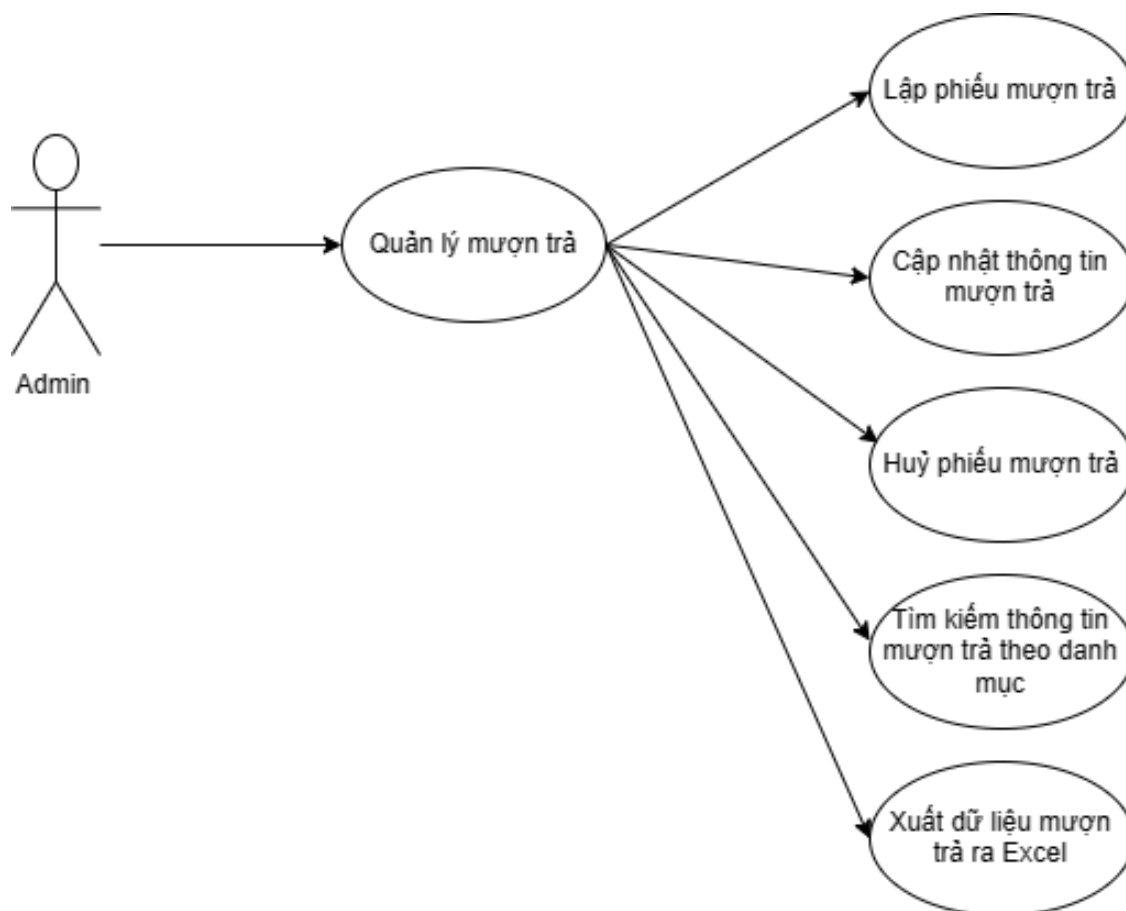 Lập phiếu mượn trả
Quản lý mượn trả
Cập nhật thông tin
mượn trả
Admin
Huỷ phiếu mượn trả
Tìm kiếm thông tin
mượn trả theo danh
mục
Xuất dữ liệu mượn
trả ra Excel